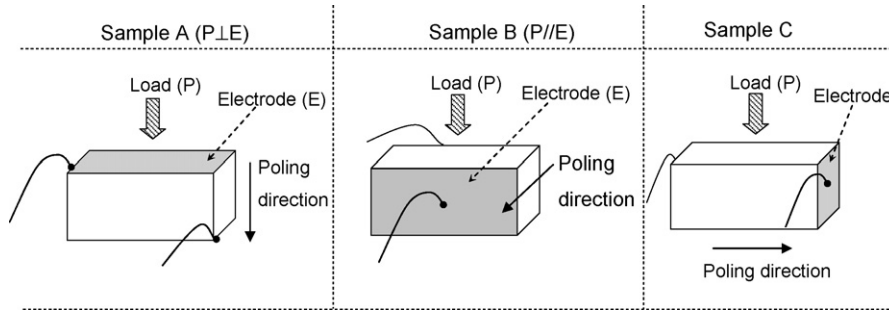 Sample A (P⊥E)
Load (P)
Electrode (E)
Poling
direction
Sample B (P//E)
Load (P)
Electrode (E)
Poling
direction
Sample C
Load (P)
Electrode
Poling direction